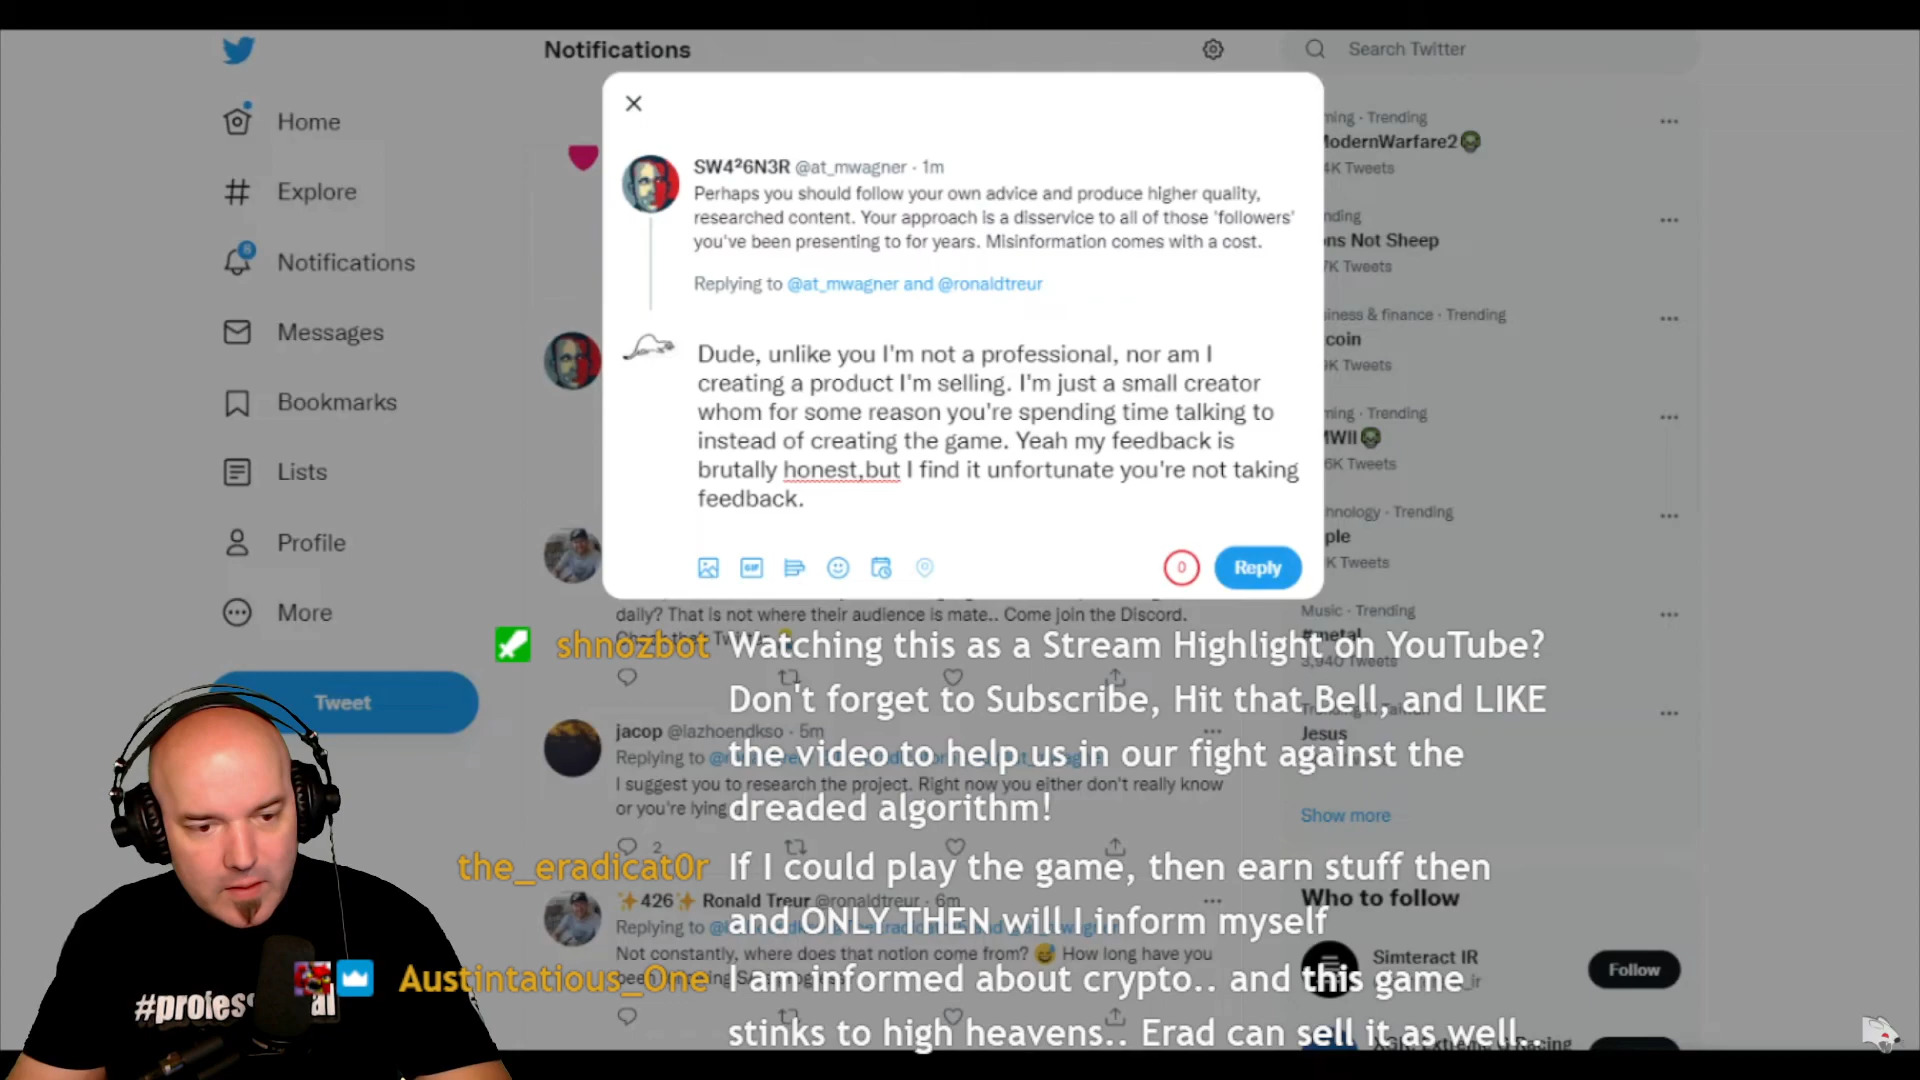 Notifications
Search Twitter
Home
Explore
8
Notifications
Messages
Bookmarks
Lists
Profile
More
Tweet
SW4²6N3R @at_mwagner · 1m
Perhaps you should follow your own advice and produce higher quality,
researched content. Your approach is a disservice to all of those 'followers'
you've been presenting to for years. Misinformation comes with a cost.
Replying to @at_mwagner and @ronaldtreur
Dude, unlike you I'm not a professional, nor am I
creating a product I'm selling. I'm just a small creator
whom for some reason you're spending time talking to
instead of creating the game. Yeah my feedback is
brutally honest,but I find it unfortunate you're not taking
feedback.
GIF
0
Reply
ming · Trending
ModernWarfare2
4K Tweets
nding
ons Not Sheep
7K Tweets
siness & finance · Trending
coin
9K Tweets
ming · Trending
MWII
6K Tweets
hnology · Trending
ple
K Tweets
Music · Trending
#metal
3,940 Tweets
Jesus
Show more
Who to follow
Simteract IR
Follow
daily? That is not where their audience is mate.. Come join the Discord.
jacop @lazhoendkso · 5m
Replying to
I suggest you to research the project. Right now you either don't really know
or you're lying
2
✨426✨ Ronald Treur @ronaldtreur · 6m
Replying to
Not constantly, where does that notion come from? 😅 How long have you
shnozbot Watching this as a Stream Highlight on YouTube?
Don't forget to Subscribe, Hit that Bell, and LIKE
the video to help us in our fight against the
dreaded algorithm!
the_eradicat0r If I could play the game, then earn stuff then
and ONLY THEN will I inform myself
Austintatious_One I am informed about crypto.. and this game
stinks to high heavens.. Erad can sell it as well..
#profes al